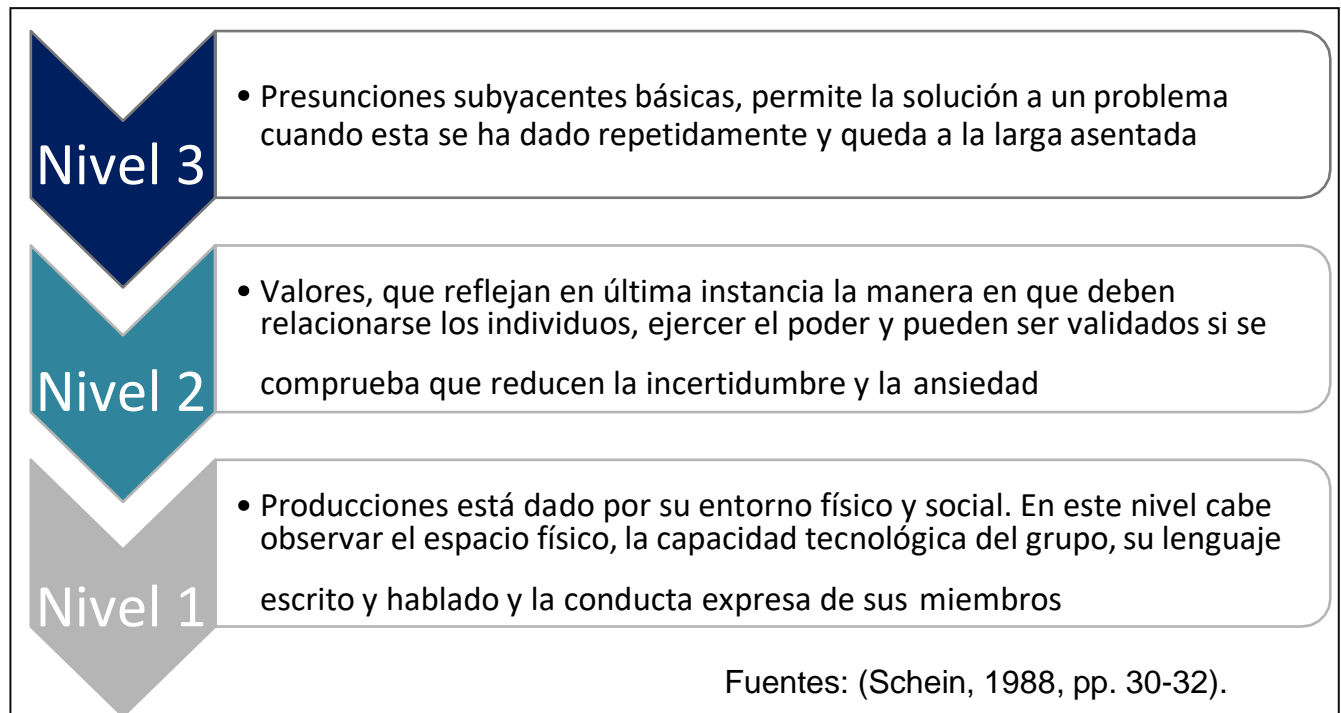 Nivel 3
• Presunciones subyacentes básicas, permite la solución a un problema
cuando esta se ha dado repetidamente y queda a la larga asentada
Nivel 2
• Valores, que reflejan en última instancia la manera en que deben
relacionarse los individuos, ejercer el poder y pueden ser validados si se
comprueba que reducen la incertidumbre y la ansiedad
Nivel 1
• Producciones está dado por su entorno físico y social. En este nivel cabe
observar el espacio físico, la capacidad tecnológica del grupo, su lenguaje
escrito y hablado y la conducta expresa de sus miembros
Fuentes: (Schein, 1988, pp. 30-32).